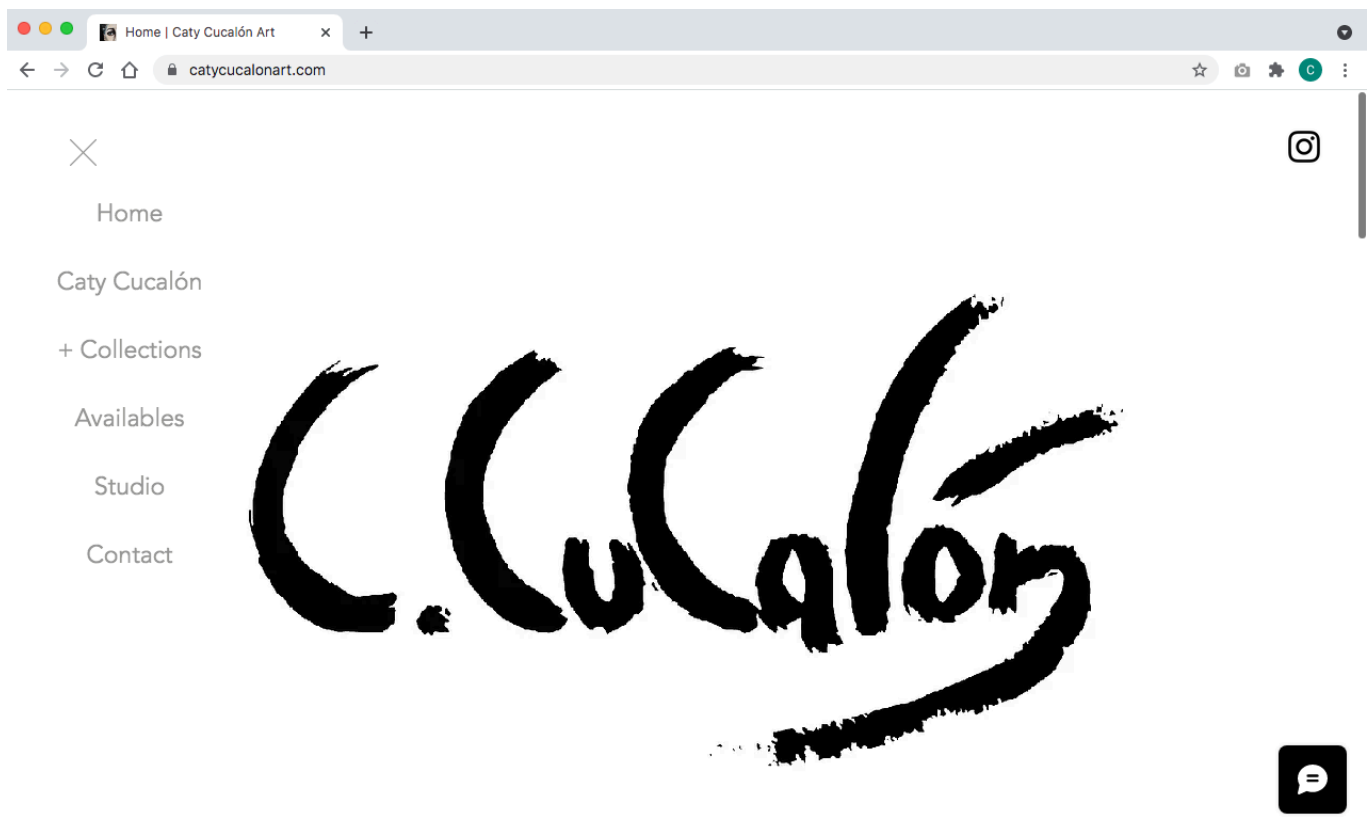 Home | Caty Cucalón Art
catycucalonart.com
C
Home
Caty Cucalón
+ Collections
Availables
Studio
Contact
C. CuCalón